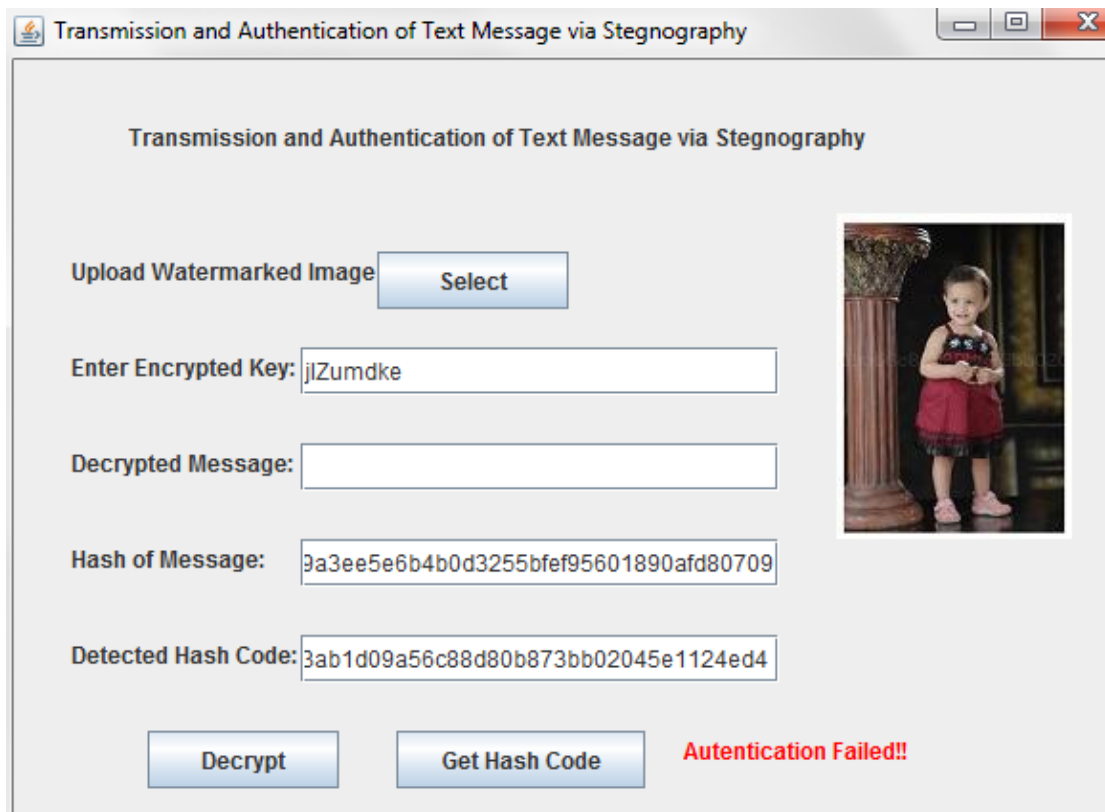 Transmission and Authentication of Text Message via Stegnography
Transmission and Authentication of Text Message via Stegnography
Upload Watermarked Image Select
Enter Encrypted Key: jlZumdke
Decrypted Message:
Hash of Message: 9a3ee5e6b4b0d3255bfef95601890afd80709
Detected Hash Code: 3ab1d09a56c88d80b873bb02045e1124ed4
Decrypt Get Hash Code Autentication Failed!!